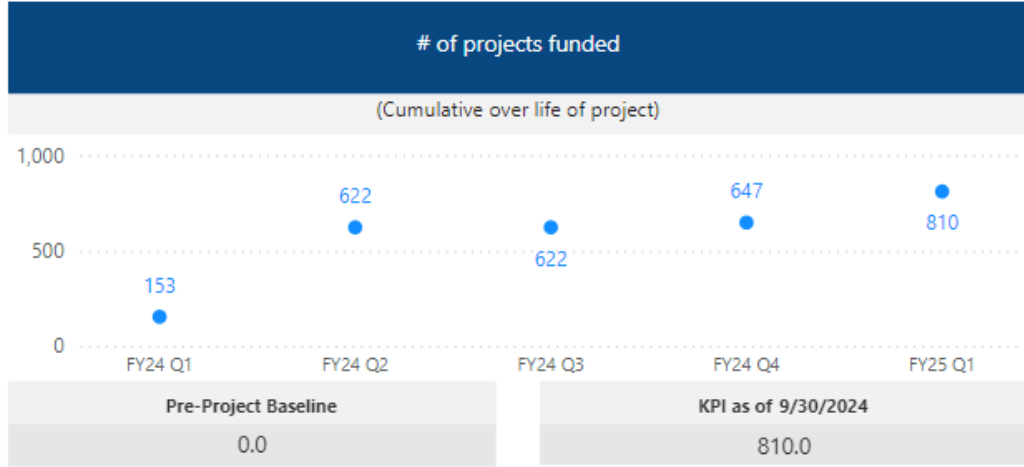 # of projects funded
(Cumulative over life of project)
1,000
500
0
153
622
622
647
810
FY24 Q1 FY24 Q2 FY24 Q3 FY24 Q4 FY25 Q1
Pre-Project Baseline KPI as of 9/30/2024
0.0 810.0